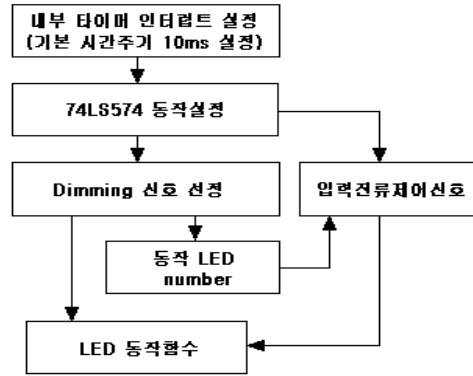 내부 타이머 인터럽트 설정
(기본 시간주기 10ms 설정)
74LS574 동작설정
Dimming 신호 선정
입력전류제어신호
동작 LED
number
LED 동작함수